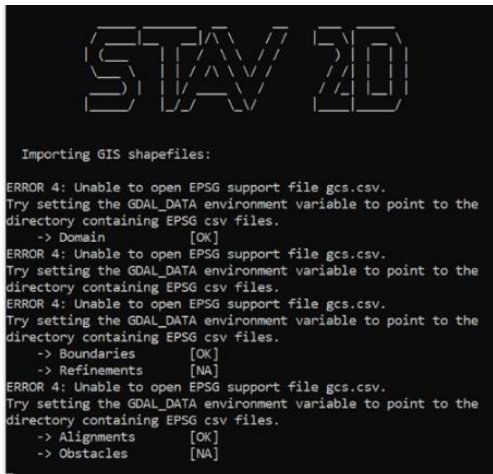 STAV 2D
Importing GIS shapefiles:
ERROR 4: Unable to open EPSG support file gcs.csv.
Try setting the GDAL_DATA environment variable to point to the
directory containing EPSG csv files.
-> Domain [OK]
ERROR 4: Unable to open EPSG support file gcs.csv.
Try setting the GDAL_DATA environment variable to point to the
directory containing EPSG csv files.
ERROR 4: Unable to open EPSG support file gcs.csv.
Try setting the GDAL_DATA environment variable to point to the
directory containing EPSG csv files.
-> Boundaries [OK]
-> Refinements [NA]
ERROR 4: Unable to open EPSG support file gcs.csv.
Try setting the GDAL_DATA environment variable to point to the
directory containing EPSG csv files.
-> Alignments [OK]
-> Obstacles [NA]